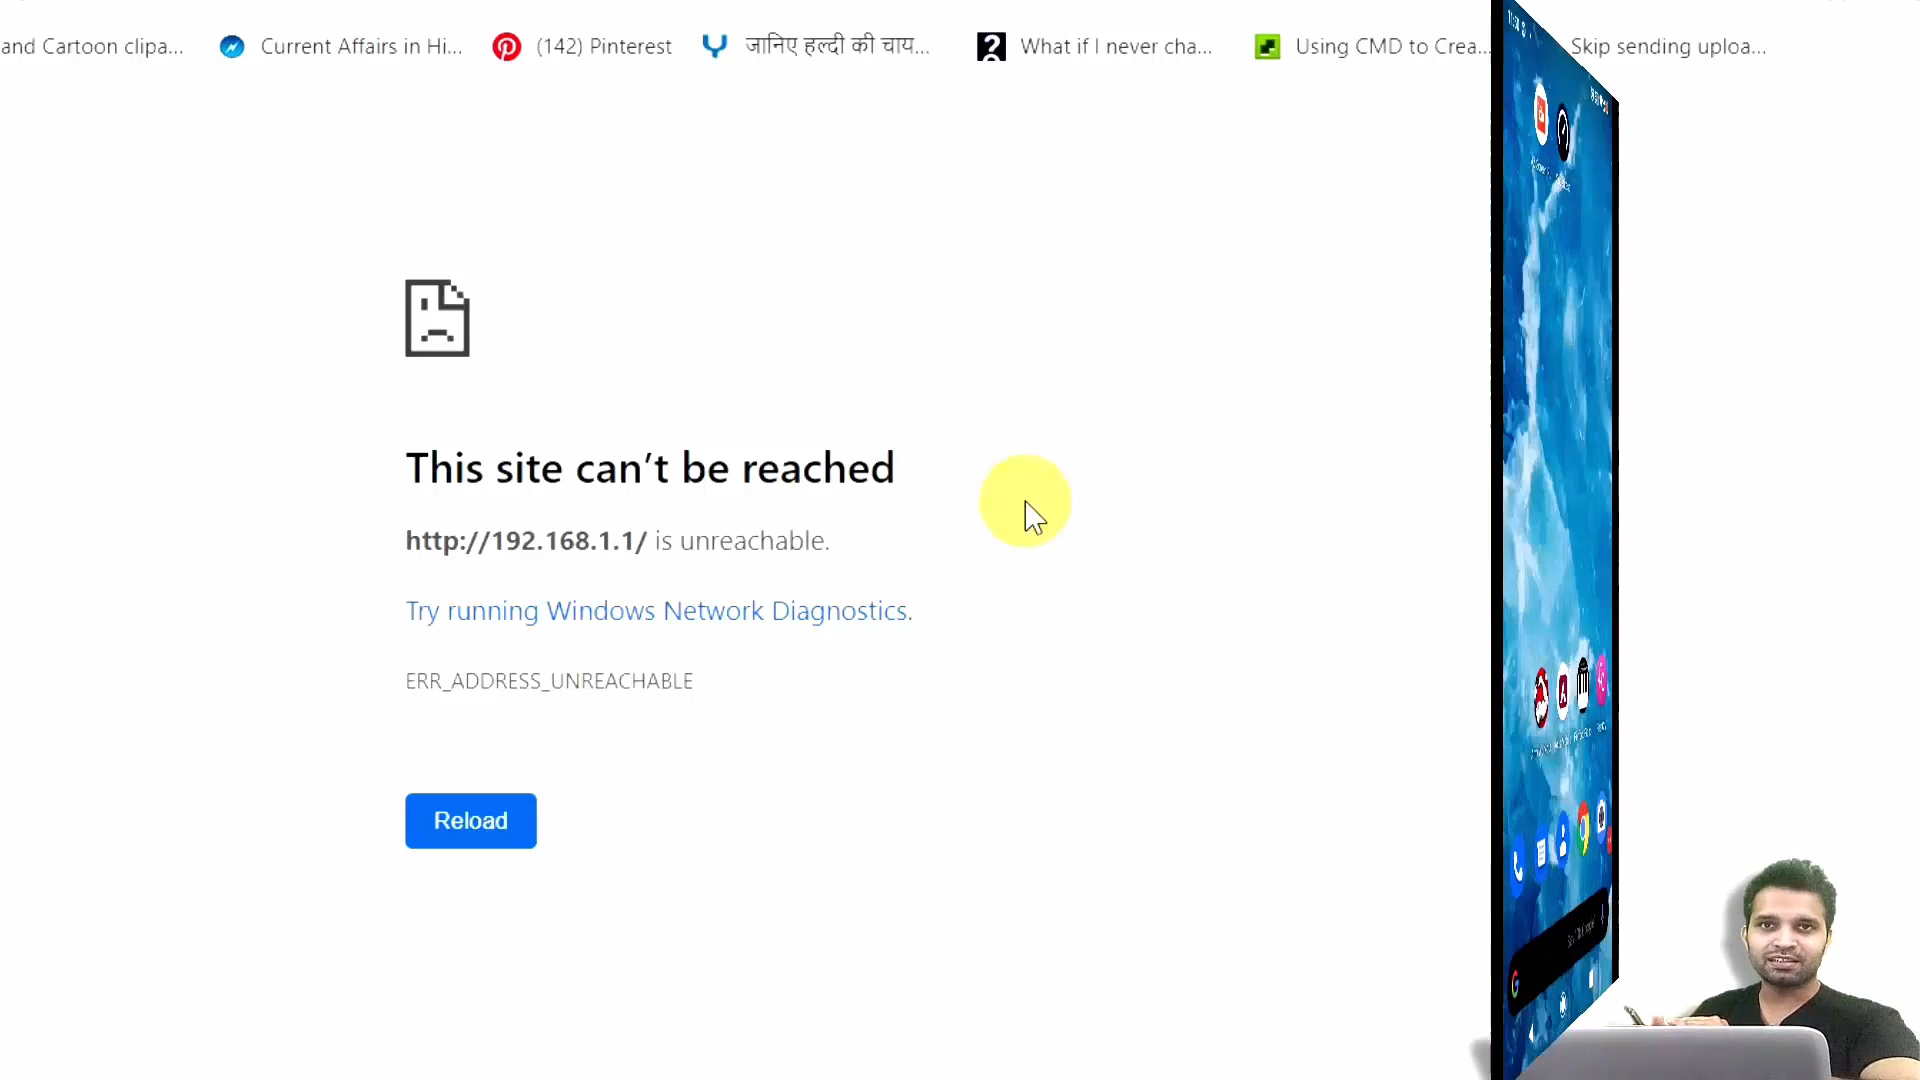 and Cartoon clipa...
Current Affairs in Hi...
(142) Pinterest
जानिए हल्दी की चाय...
What if I never cha...
Using CMD to Crea...
Skip sending uploa...
This site can’t be reached
http://192.168.1.1/ is unreachable.
Try running Windows Network Diagnostics.
ERR_ADDRESS_UNREACHABLE
Reload